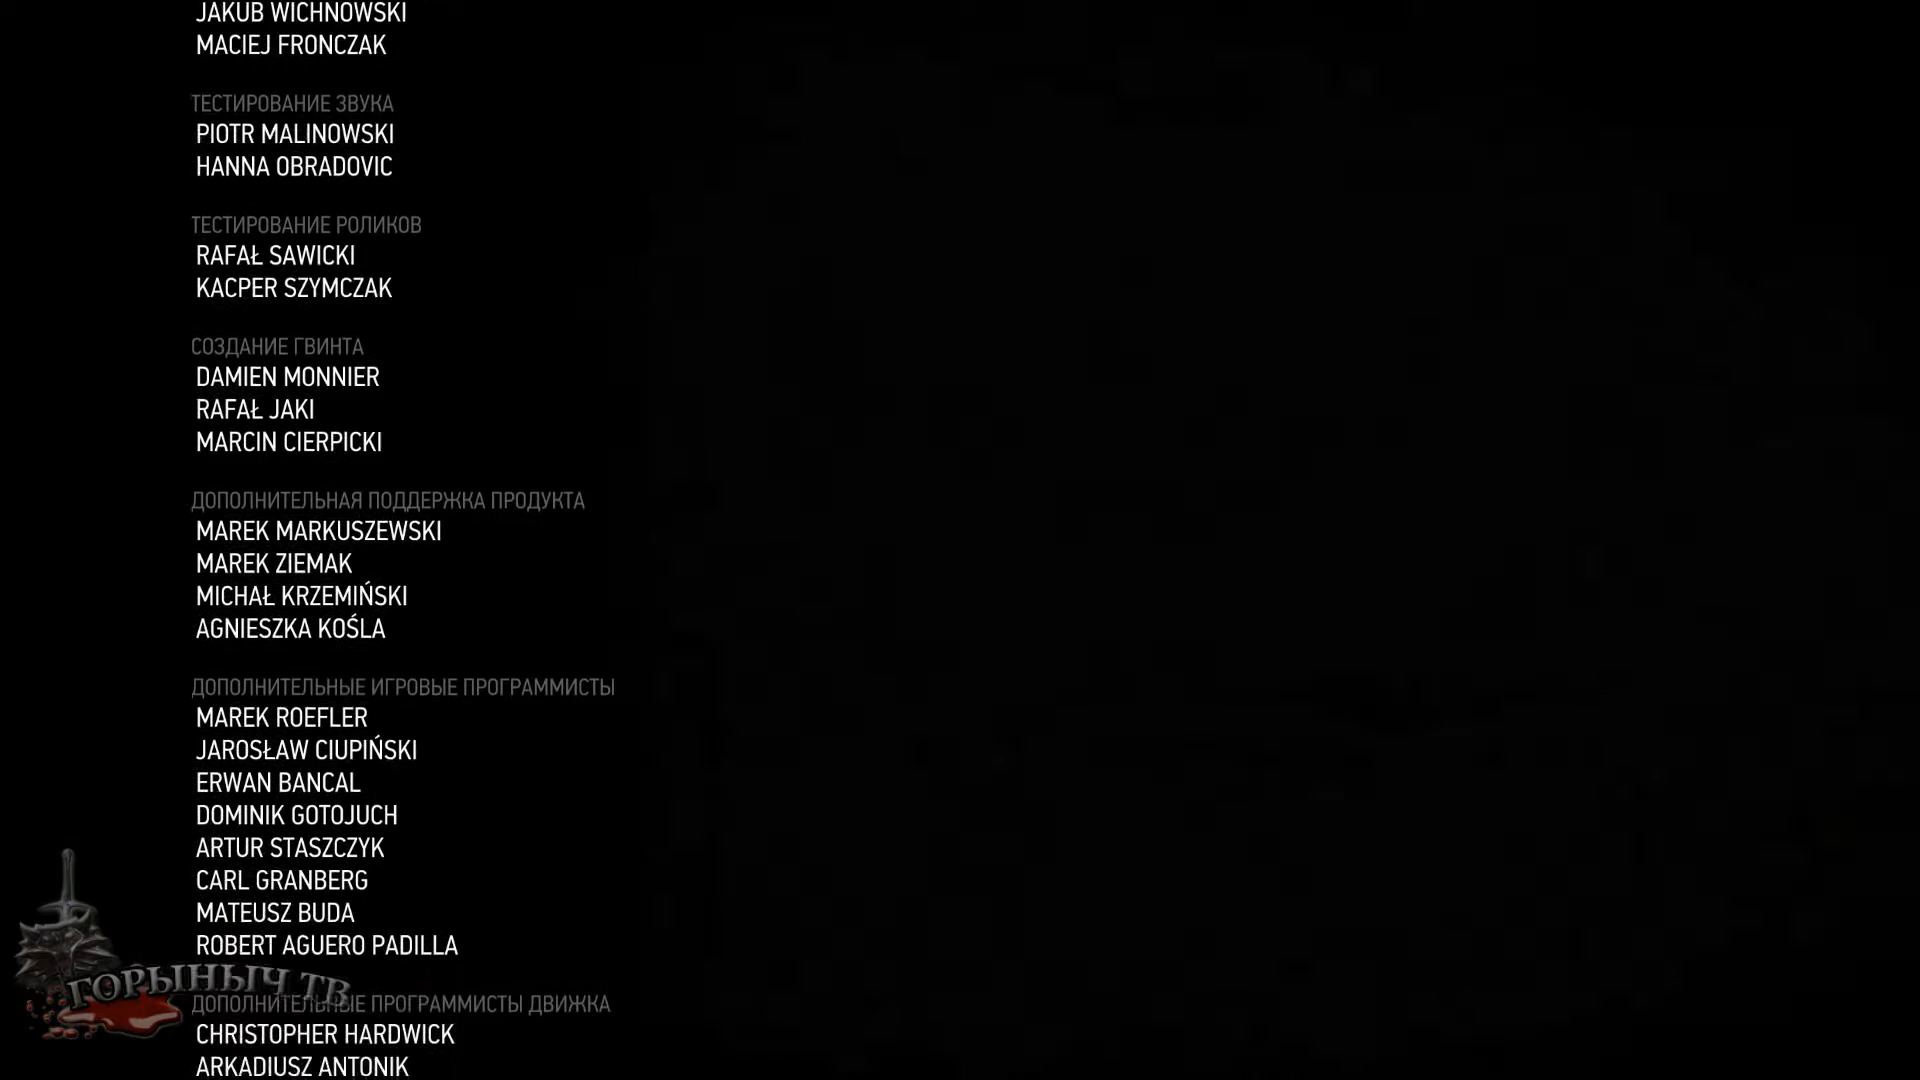 JAKUB WICHNOWSKI
MACIEJ FRONCZAK
ТЕСТИРОВАНИЕ ЗВУКА
PIOTR MALINOWSKI
HANNA OBRADOVIC
ТЕСТИРОВАНИЕ РОЛИКОВ
RAFAŁ SAWICKI
KACPER SZYMCZAK
СОЗДАНИЕ ГВИНТА
DAMIEN MONNIER
RAFAŁ JAKI
MARCIN CIERPICKI
ДОПОЛНИТЕЛЬНАЯ ПОДДЕРЖКА ПРОДУКТА
MAREK MARKUSZEWSKI
MAREK ZIEMAK
MICHAŁ KRZEMIŃSKI
AGNIESZKA KOŚLA
ДОПОЛНИТЕЛЬНЫЕ ИГРОВЫЕ ПРОГРАММИСТЫ
MAREK ROEFLER
JAROSŁAW CIUPIŃSKI
ERWAN BANCAL
DOMINIK GOTOJUCH
ARTUR STASZCZYK
CARL GRANBERG
MATEUSZ BUDA
ROBERT AGUERO PADILLA
ГОРЫНЫЧ ТВ
ДОПОЛНИТЕЛЬНЫЕ ПРОГРАММИСТЫ ДВИЖКА
CHRISTOPHER HARDWICK
ARKADIUSZ ANTONIK